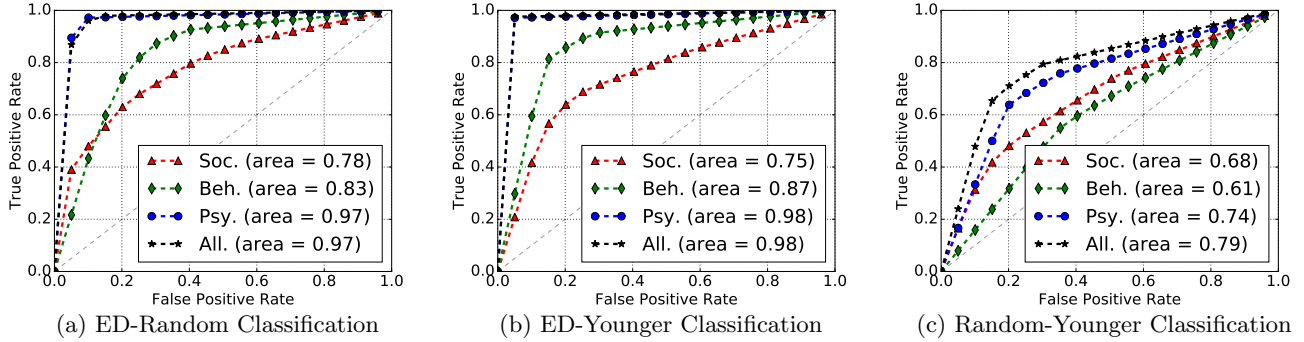 True Positive Rate
1.0
0.8
0.6
0.4
0.2
0.0
Soc. (area = 0.78)
Beh. (area = 0.83)
Psy. (area = 0.97)
All. (area = 0.97)
0.0 0.2 0.4 0.6 0.8 1.0
False Positive Rate
(a) ED-Random Classification
True Positive Rate
1.0
0.8
0.6
0.4
0.2
0.0
Soc. (area = 0.75)
Beh. (area = 0.87)
Psy. (area = 0.98)
All. (area = 0.98)
0.0 0.2 0.4 0.6 0.8 1.0
False Positive Rate
(b) ED-Younger Classification
True Positive Rate
1.0
0.8
0.6
0.4
0.2
0.0
Soc. (area = 0.68)
Beh. (area = 0.61)
Psy. (area = 0.74)
All. (area = 0.79)
0.0 0.2 0.4 0.6 0.8 1.0
False Positive Rate
(c) Random-Younger Classification